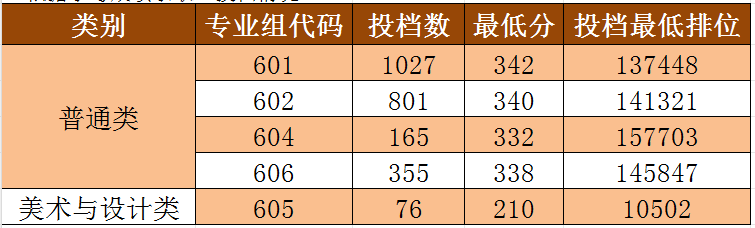 类别 专业组代码 投档数 最低分 投档最低排位
普通类 601 1027 342 137448
602 801 340 141321
604 165 332 157703
606 355 338 145847
美术与设计类 605 76 210 10502